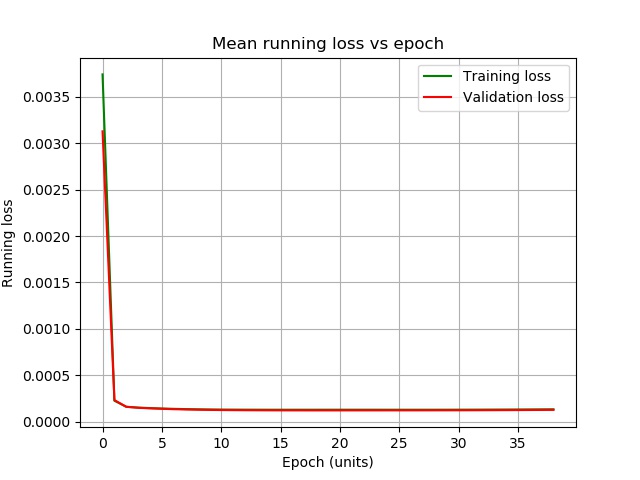 Mean running loss vs epoch
Training loss
Validation loss
0.0035
0.0030
0.0025
0.0020
0.0015
0.0010
0.0005
0.0000
Running loss
0 5 10 15 20 25 30 35
Epoch (units)